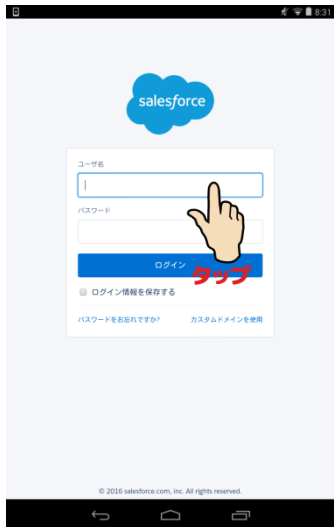 8:31
salesforce
ユーザ名
パスワード
ログイン
タップ
ログイン情報を保存する
パスワードをお忘れですか?
カスタムドメインを使用
© 2016 salesforce.com, inc. All rights reserved.